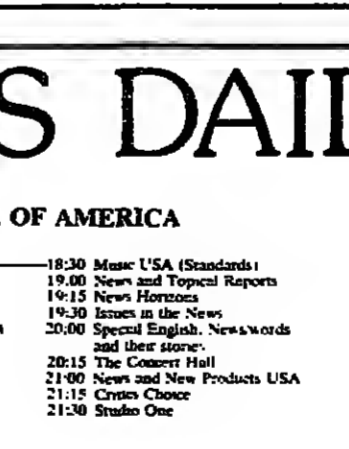 S DAIL
OF AMERICA
18:30 Music USA (Standards)
19.00 News and Topical Reports
19:15 News Horizons
19:30 Issues in the News
20:00 Special English. Newswords
and their stories.
20:15 The Concert Hall
21:00 News and New Products USA
21:15 Critics Choice
21:30 Studio One